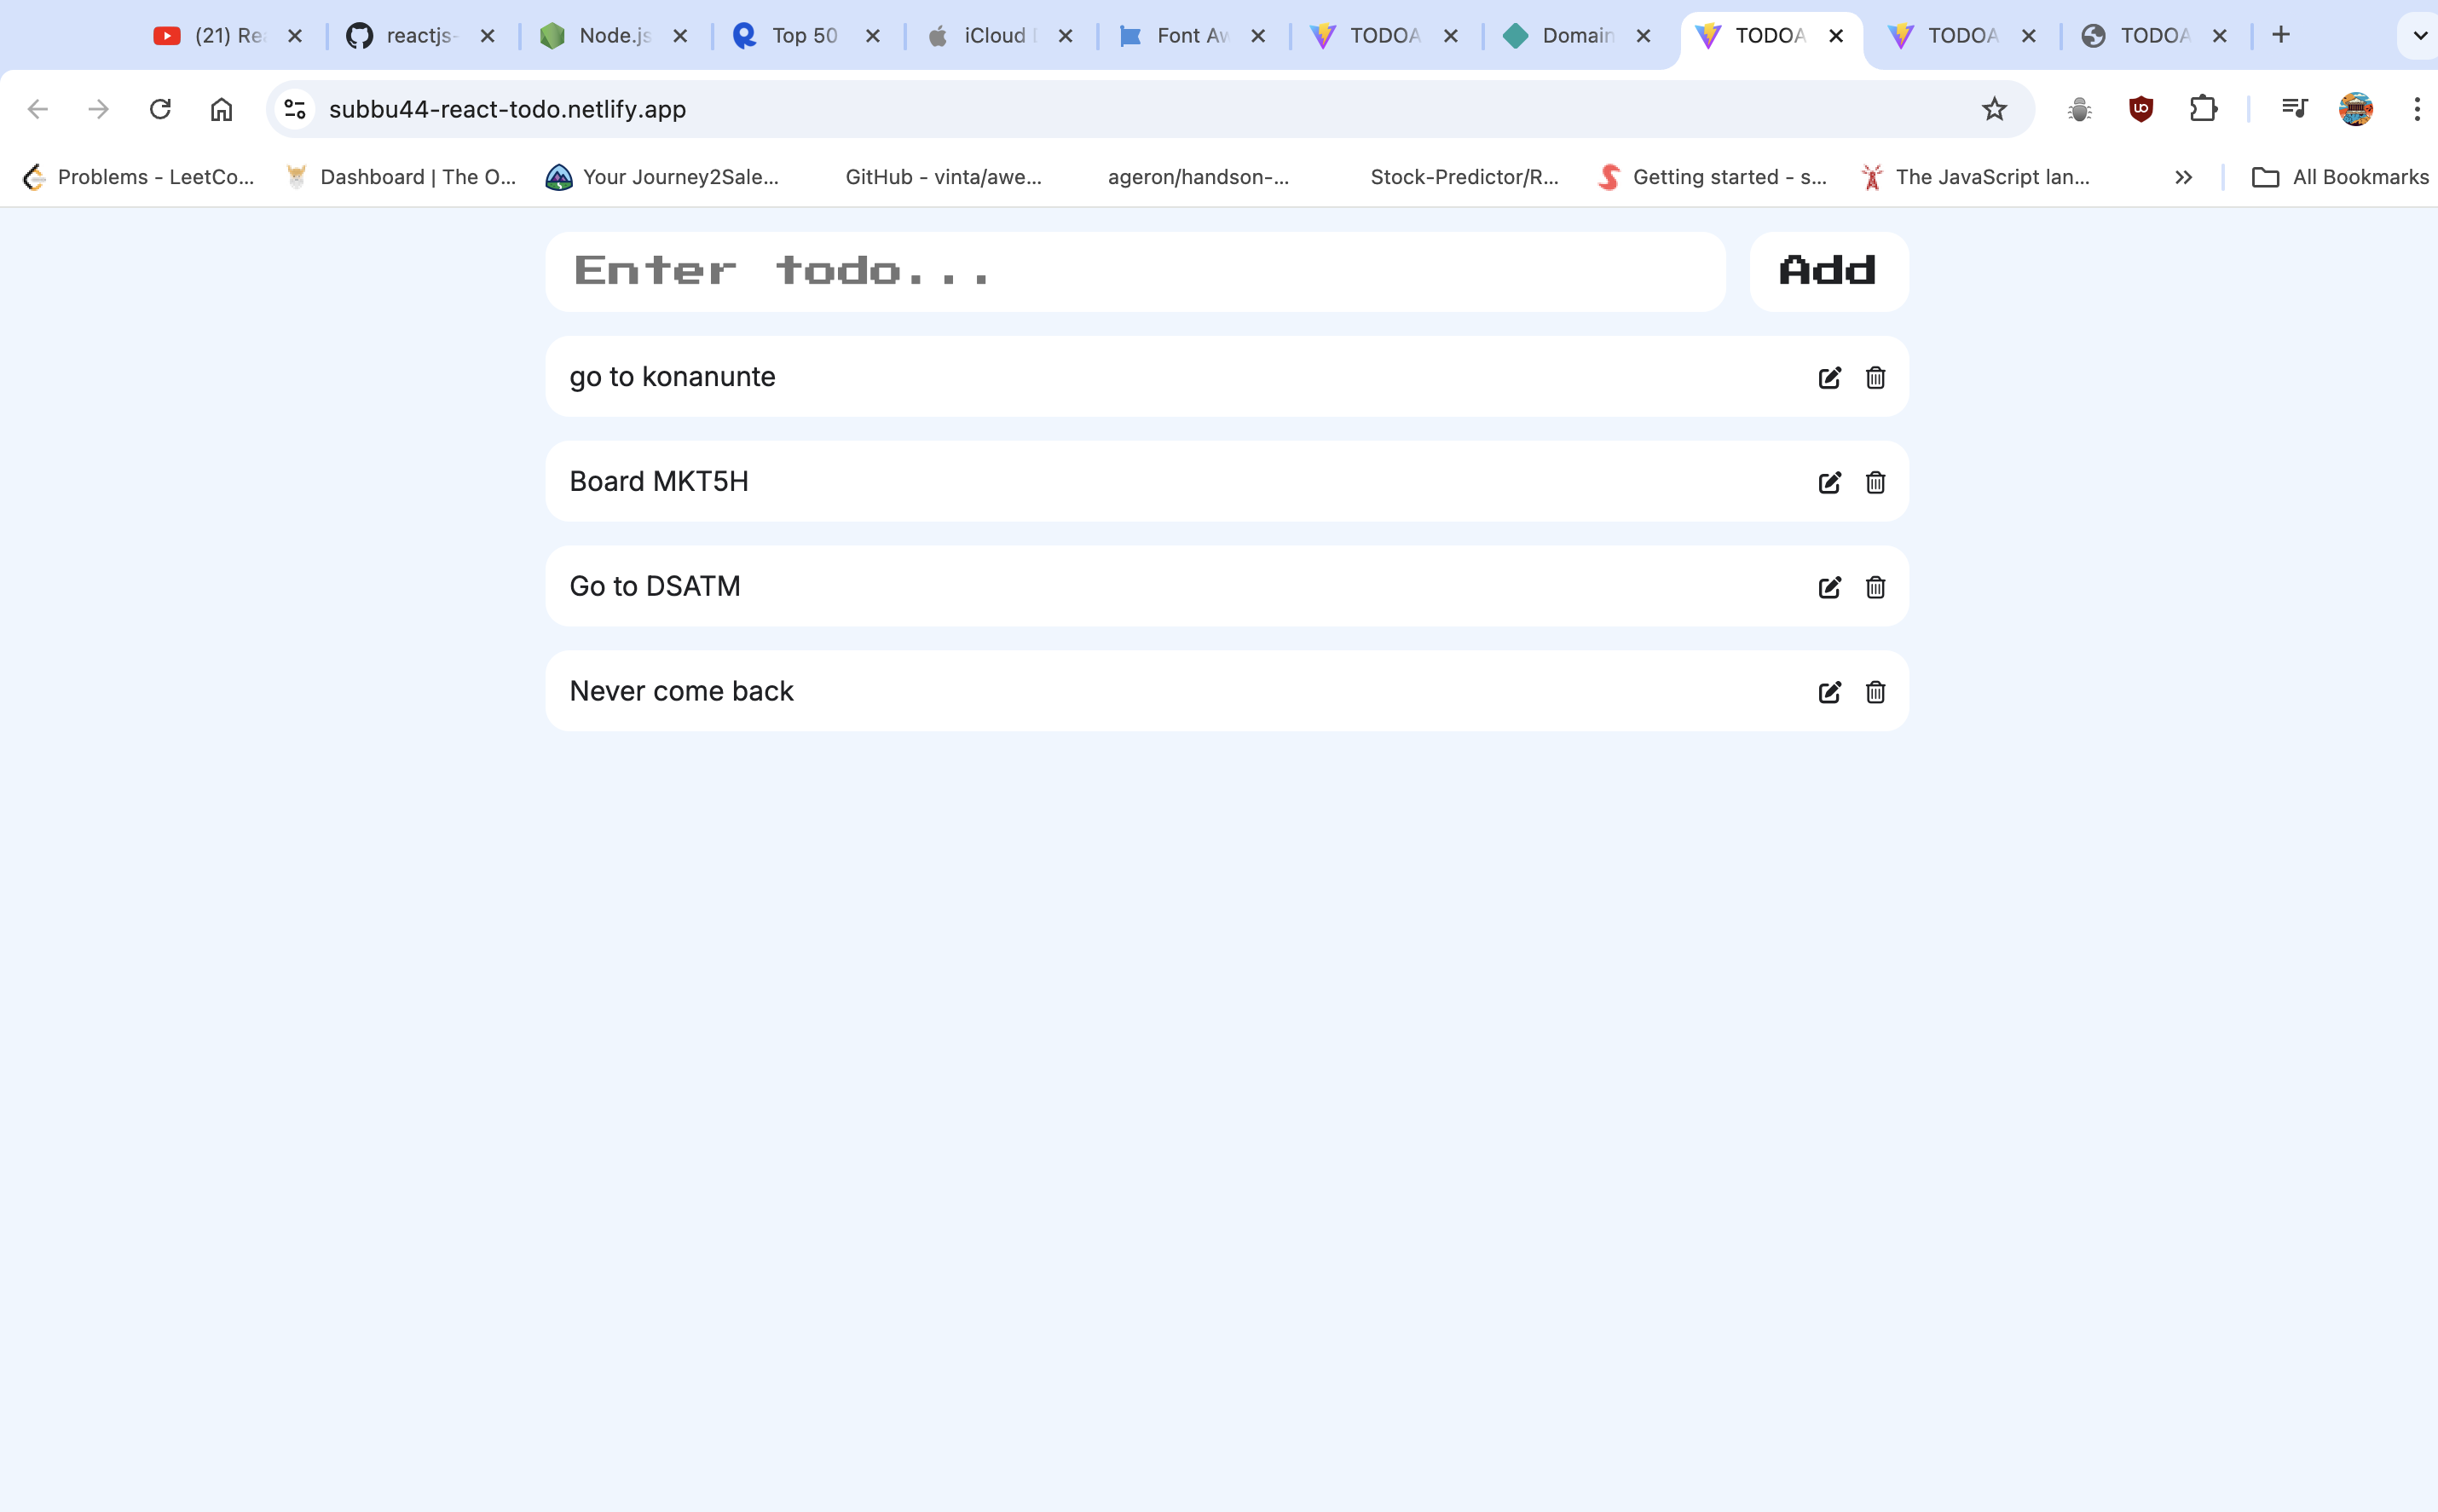 (21) Re
reactjs-
Node.js
Top 50
iCloud
Font Aw
TODOA
Domain
TODOA
TODOA
TODOA
subbu44-react-todo.netlify.app
Problems - LeetCo...
Dashboard | The O...
Your Journey2Sale...
GitHub - vinta/awe...
ageron/handson-...
Stock-Predictor/R...
Getting started - s...
The JavaScript lan...
All Bookmarks
Enter todo...
Add
go to konanunte
Board MKT5H
Go to DSATM
Never come back